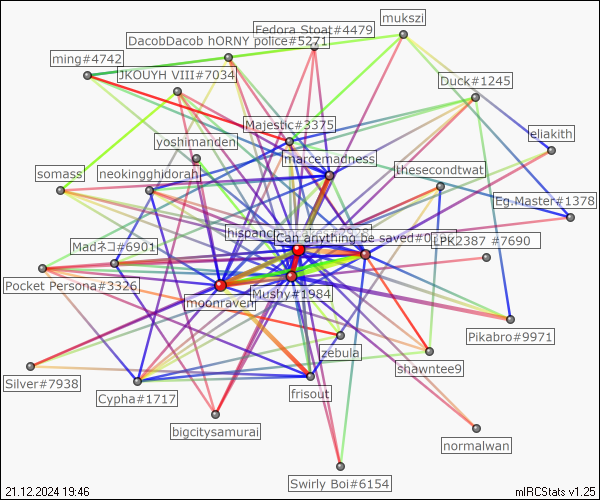 mukszi
Fedora Stoat#4479
DacobDacob hORNY police#5271
ming#4742
JKOUYH VIII#7034
Duck#1245
Majestic#3375
eliakith
yoshimanden
marcemadness
thesecondtwat
somass
neokingghidorah
Eg.Master#1378
Can anything be saved#0
LPK2387 #7690
Madネコ#6901
Pocket Persona#3326
Mushy#1984
moonraven
Pikabro#9971
zebula
shawntee9
Silver#7938
Cypha#1717
frisout
bigcitysamurai
normalwan
Swirly Boi#6154
21.12.2024 19:46
mIRCStats v1.25